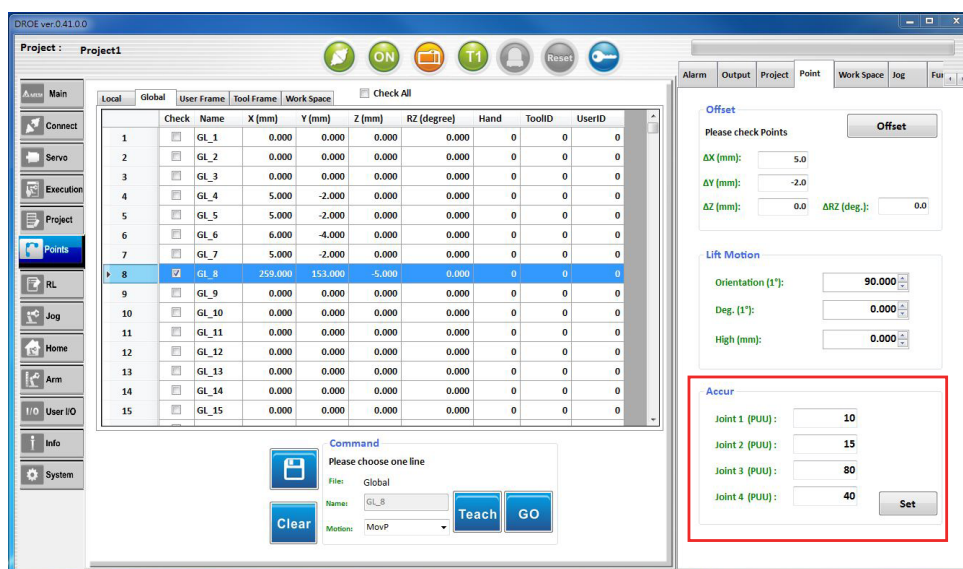 DROE ver.0.41.0.0
Project : Project1
ON T1 Reset
Main
Connect
Servo
Execution
Project
Points
RL
Jog
Home
Arm
I/O User I/O
Info
System
Local Global User Frame Tool Frame Work Space Check All
Check Name X (mm) Y (mm) Z (mm) RZ (degree) Hand ToolID UserID
1 GL_1 0.000 0.000 0.000 0.000 0 0 0
2 GL_2 0.000 0.000 0.000 0.000 0 0 0
3 GL_3 0.000 0.000 0.000 0.000 0 0 0
4 GL_4 5.000 -2.000 0.000 0.000 0 0 0
5 GL_5 5.000 -2.000 0.000 0.000 0 0 0
6 GL_6 6.000 -4.000 0.000 0.000 0 0 0
7 GL_7 5.000 -2.000 0.000 0.000 0 0 0
8 GL_8 259.000 153.000 -5.000 0.000 0 0 0
9 GL_9 0.000 0.000 0.000 0.000 0 0 0
10 GL_10 0.000 0.000 0.000 0.000 0 0 0
11 GL_11 0.000 0.000 0.000 0.000 0 0 0
12 GL_12 0.000 0.000 0.000 0.000 0 0 0
13 GL_13 0.000 0.000 0.000 0.000 0 0 0
14 GL_14 0.000 0.000 0.000 0.000 0 0 0
15 GL_15 0.000 0.000 0.000 0.000 0 0 0
Command
Please choose one line
File: Global
Name: GL_8
Motion: MovP
Clear
Teach GO
Alarm Output Project Point Work Space Jog
Offset
Please check Points Offset
ΔX (mm): 5.0
ΔY (mm): -2.0
ΔZ (mm): 0.0 ΔRZ (deg.): 0.0
Lift Motion
Orientation (1°): 90.000
Deg. (1°): 0.000
High (mm): 0.000
Accur
Joint 1 (PUU) : 10
Joint 2 (PUU) : 15
Joint 3 (PUU) : 80
Joint 4 (PUU) : 40
Set